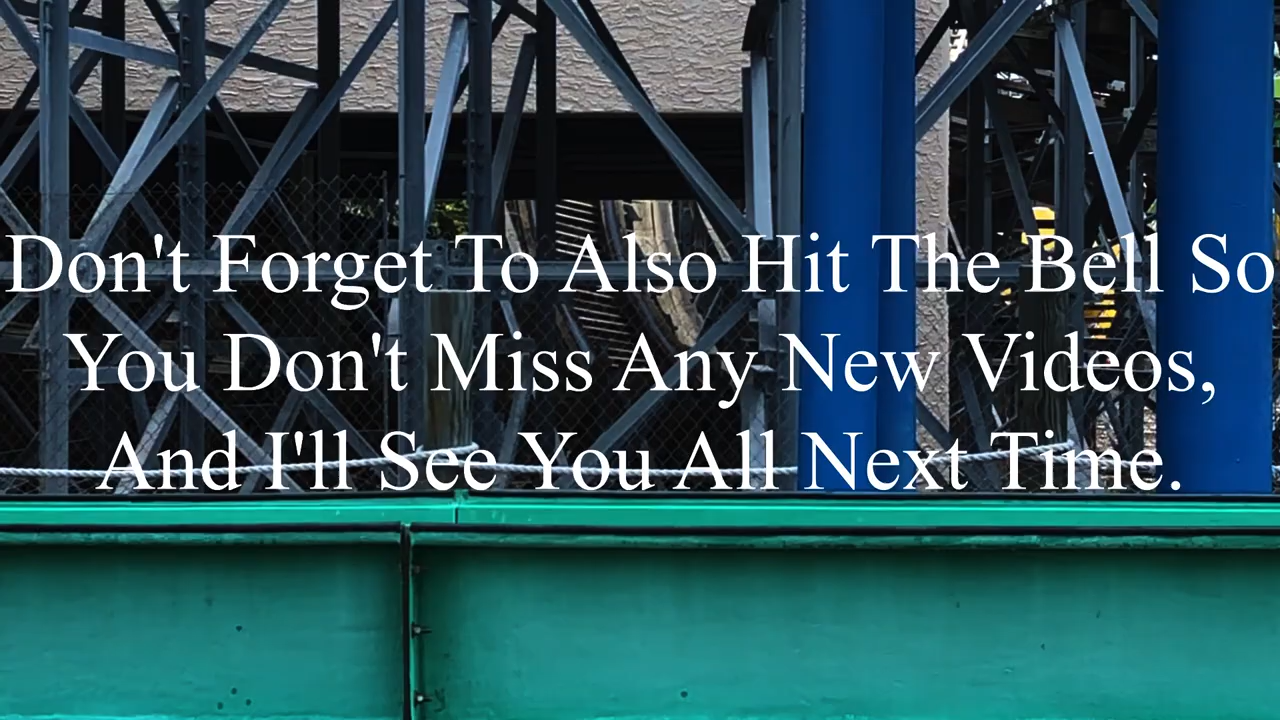 Don't Forget To Also Hit The Bell So
You Don't Miss Any New Videos,
And I'll See You All Next Time.